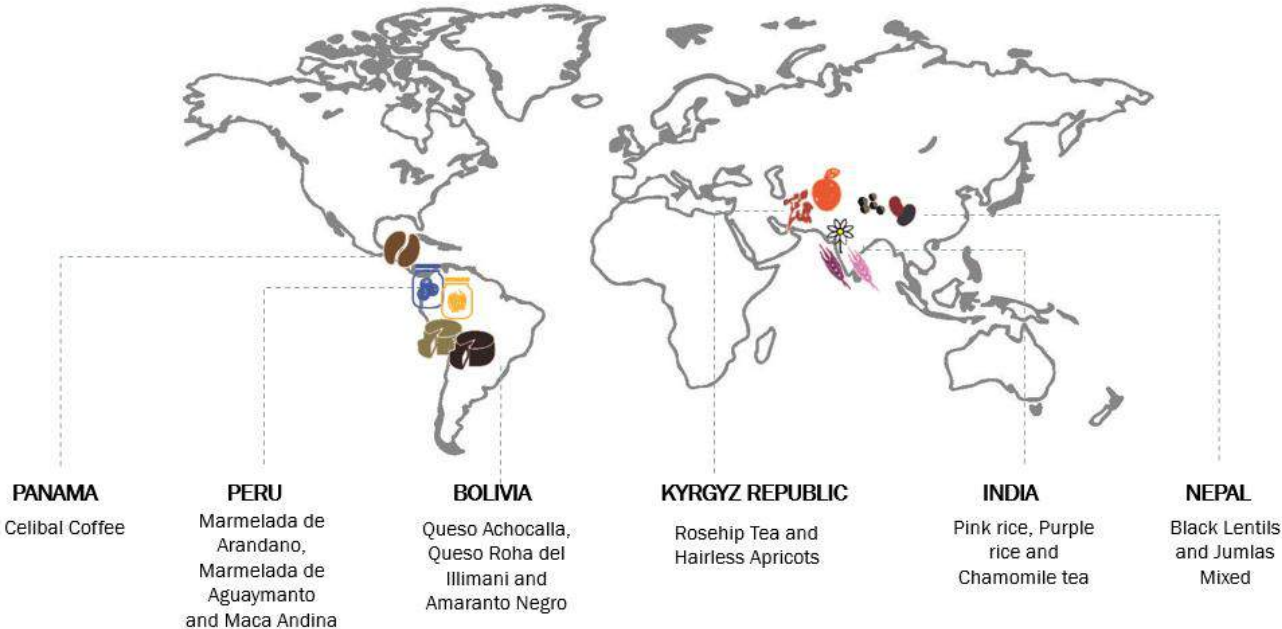 PANAMA
Celibal Coffee
PERU
Marmelada de
Arandano,
Marmelada de
Aguaymanto
and Maca Andina
BOLIVIA
Queso Achocalla,
Queso Roha del
Illimani and
Amaranto Negro
KYRGYZ REPUBLIC
Rosehip Tea and
Hairless Apricots
INDIA
Pink rice, Purple
rice and
Chamomile tea
NEPAL
Black Lentils
and Jumlas
Mixed